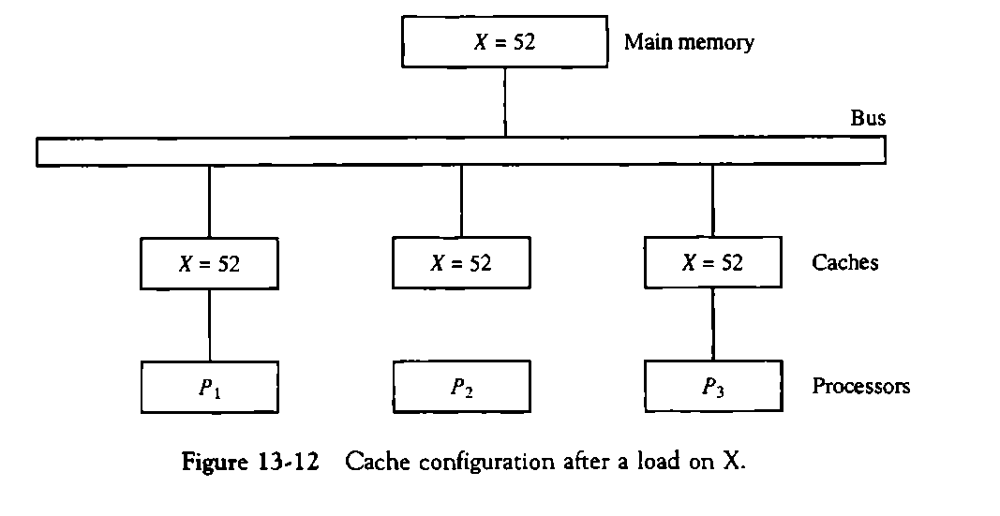 X = 52 Main memory
Bus
X = 52 X = 52 X = 52 Caches
P1 P2 P3 Processors
Figure 13-12 Cache configuration after a load on X.